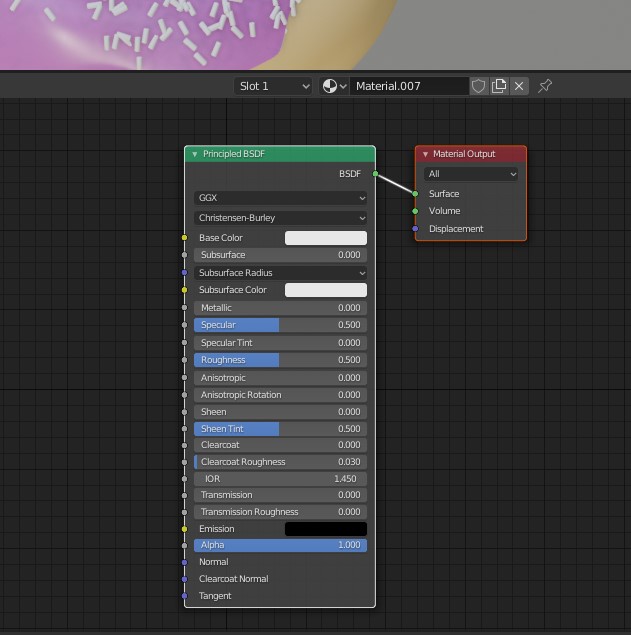 Slot 1 Material.007
Principled BSDF
BSDF
GGX
Christensen-Burley
Base Color
Subsurface 0.000
Subsurface Radius
Subsurface Color
Metallic 0.000
Specular 0.500
Specular Tint 0.000
Roughness 0.500
Anisotropic 0.000
Anisotropic Rotation 0.000
Sheen 0.000
Sheen Tint 0.500
Clearcoat 0.000
Clearcoat Roughness 0.030
IOR 1.450
Transmission 0.000
Transmission Roughness 0.000
Emission
Alpha 1.000
Normal
Clearcoat Normal
Tangent
Material Output
All
Surface
Volume
Displacement